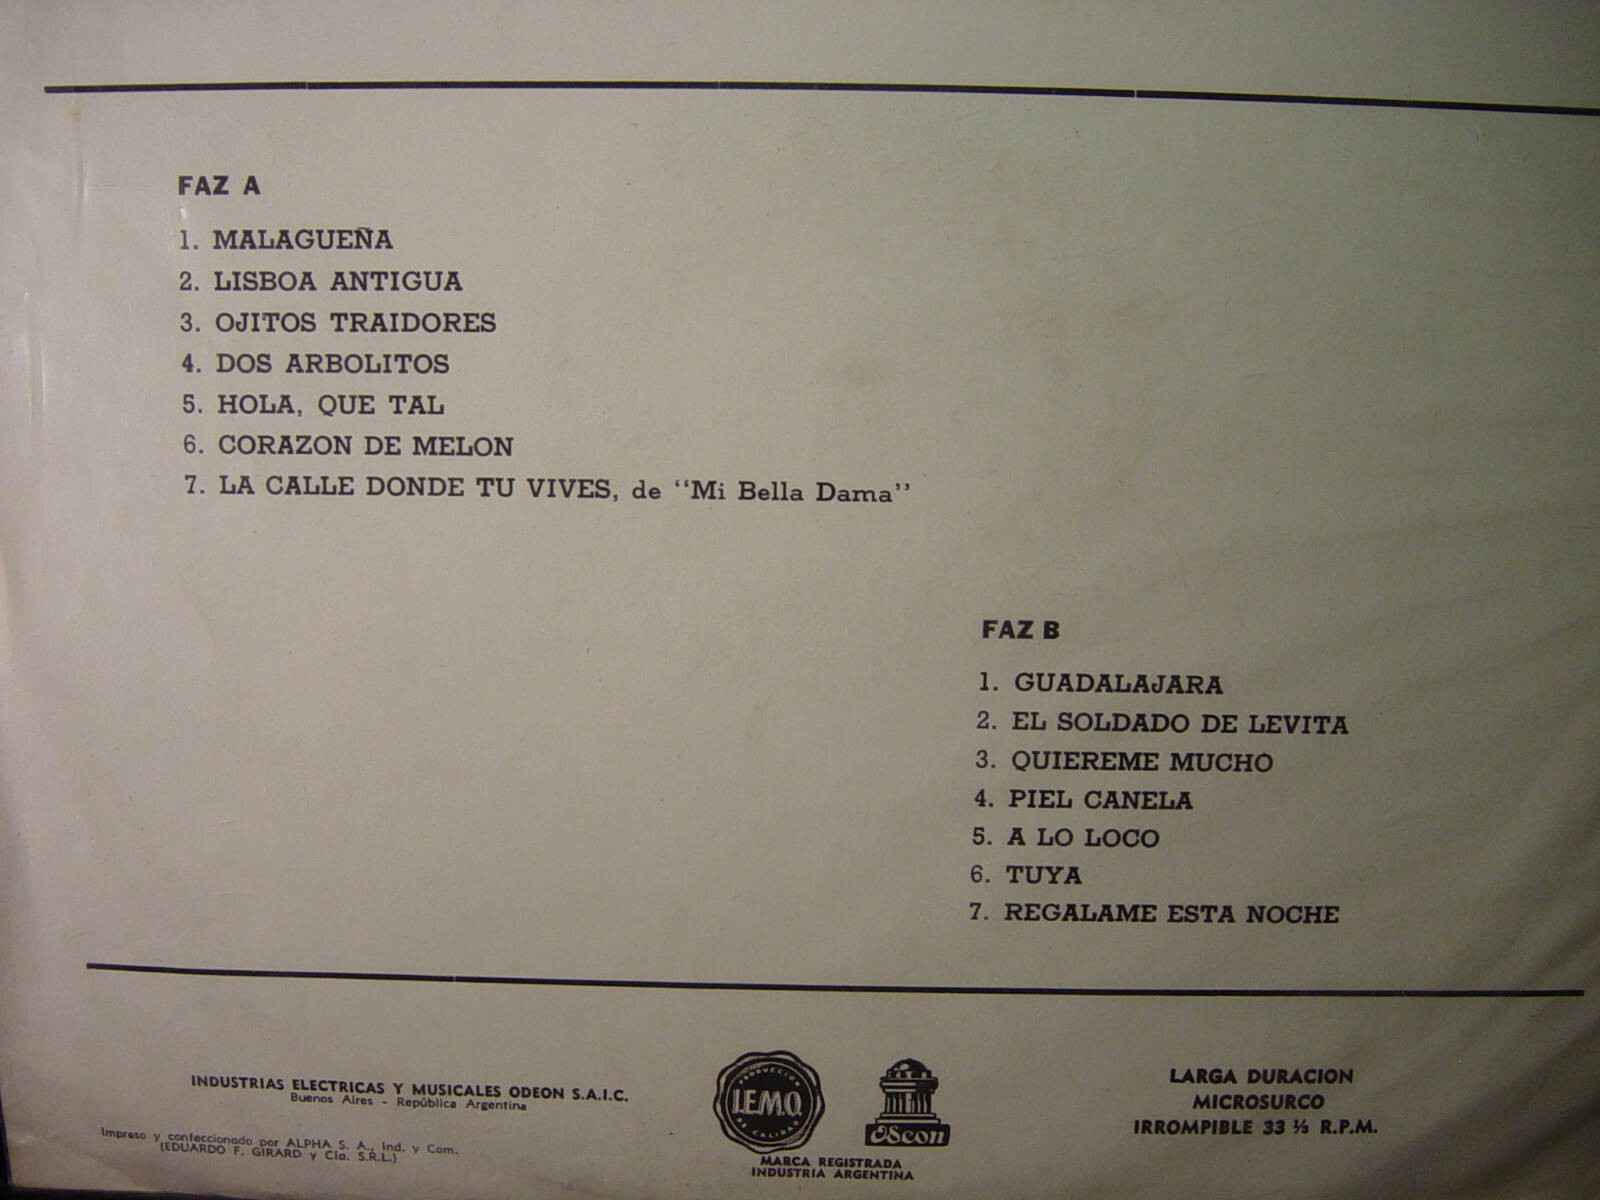 FAZ A
1. MALAGUEÑA
2. LISBOA ANTIGUA
3. OJITOS TRAIDORES
4. DOS ARBOLITOS
5. HOLA, QUE TAL
6. CORAZON DE MELON
7. LA CALLE DONDE TU VIVES, de "Mi Bella Dama"
FAZ B
1. GUADALAJARA
2. EL SOLDADO DE LEVITA
3. QUIEREME MUCHO
4. PIEL CANELA
5. A LO LOCO
6. TUYA
7. REGALAME ESTA NOCHE
INDUSTRIAS ELECTRICAS Y MUSICALES ODEON S.A.I.C.
Buenos Aires - República Argentina
Impreso y confeccionado por ALPHA S. A., Ind. y Com.
(EDUARDO F. GIRARD y Cía. S.R.L.)
PRODUCCION
I.E.M.O.
DE CALIDAD
Odeon
MARCA REGISTRADA
INDUSTRIA ARGENTINA
LARGA DURACION
MICROSURCO
IRROMPIBLE 33 ⅓ R.P.M.